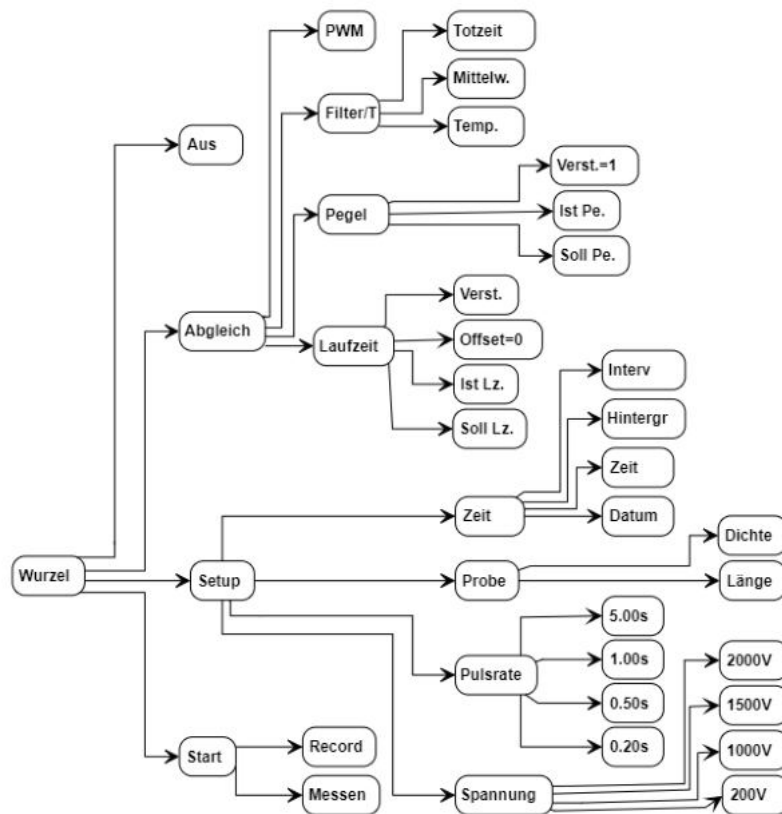 PWM
Totzeit
Mittelw.
Filter/T
Temp.
Aus
Verst.=1
Pegel
Ist Pe.
Soll Pe.
Verst.
Abgleich
Laufzeit
Offset=0
Ist Lz.
Soll Lz.
Interv
Hintergr
Zeit
Zeit
Datum
Dichte
Wurzel
Setup
Probe
Länge
5.00s
1.00s
Pulsrate
0.50s
0.20s
2000V
1500V
1000V
200V
Start
Record
Messen
Spannung